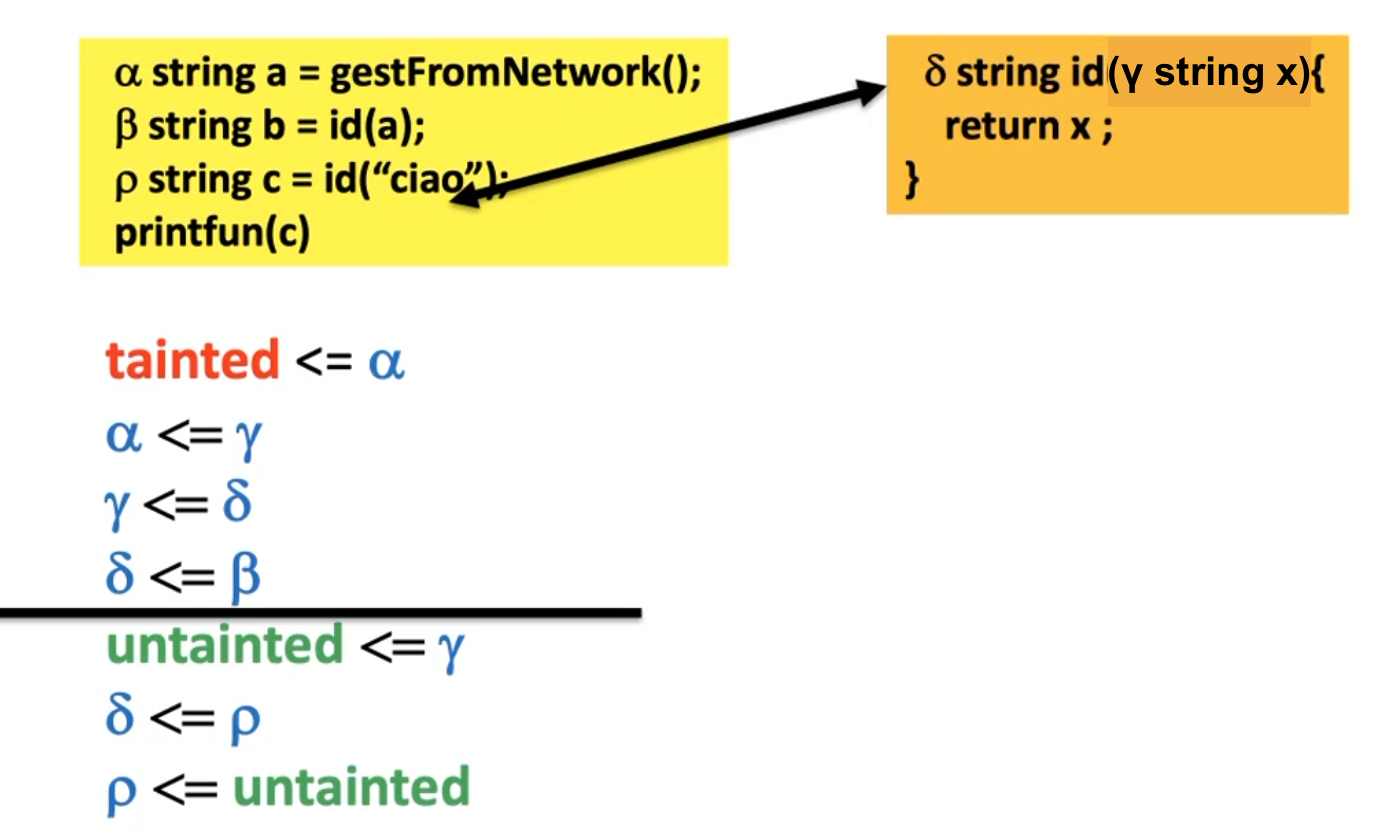 α string a = gestFromNetwork();
β string b = id(a);
ρ string c = id(“ciao”);
printfun(c)
δ string id(γ string x){
return x ;
}
tainted <= α
α <= γ
γ <= δ
δ <= β
untainted <= γ
δ <= ρ
ρ <= untainted